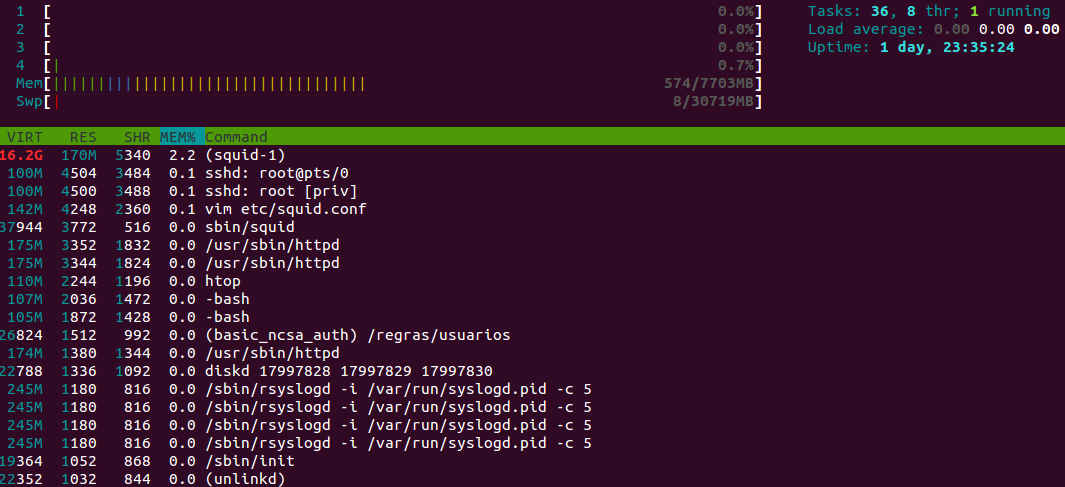 1 [ 0.0%] Tasks: 36, 8 thr; 1 running
2 [ 0.0%] Load average: 0.00 0.00 0.00
3 [ 0.0%] Uptime: 1 day, 23:35:24
4 [| 0.7%]
Mem[||||||||||||||||||||||||||||||||||| 574/7703MB]
Swp[| 8/30719MB]
VIRT RES SHR MEM% Command
16.2G 170M 5340 2.2 (squid-1)
100M 4504 3484 0.1 sshd: root@pts/0
100M 4500 3488 0.1 sshd: root [priv]
142M 4248 2360 0.1 vim etc/squid.conf
37944 3772 516 0.0 sbin/squid
175M 3352 1832 0.0 /usr/sbin/httpd
175M 3344 1824 0.0 /usr/sbin/httpd
110M 2244 1196 0.0 htop
107M 2036 1472 0.0 -bash
105M 1872 1428 0.0 -bash
26824 1512 992 0.0 (basic_ncsa_auth) /regras/usuarios
174M 1380 1344 0.0 /usr/sbin/httpd
22788 1336 1092 0.0 diskd 17997828 17997829 17997830
245M 1180 816 0.0 /sbin/rsyslogd -i /var/run/syslogd.pid -c 5
245M 1180 816 0.0 /sbin/rsyslogd -i /var/run/syslogd.pid -c 5
245M 1180 816 0.0 /sbin/rsyslogd -i /var/run/syslogd.pid -c 5
245M 1180 816 0.0 /sbin/rsyslogd -i /var/run/syslogd.pid -c 5
19364 1052 868 0.0 /sbin/init
22352 1032 844 0.0 (unlinkd)